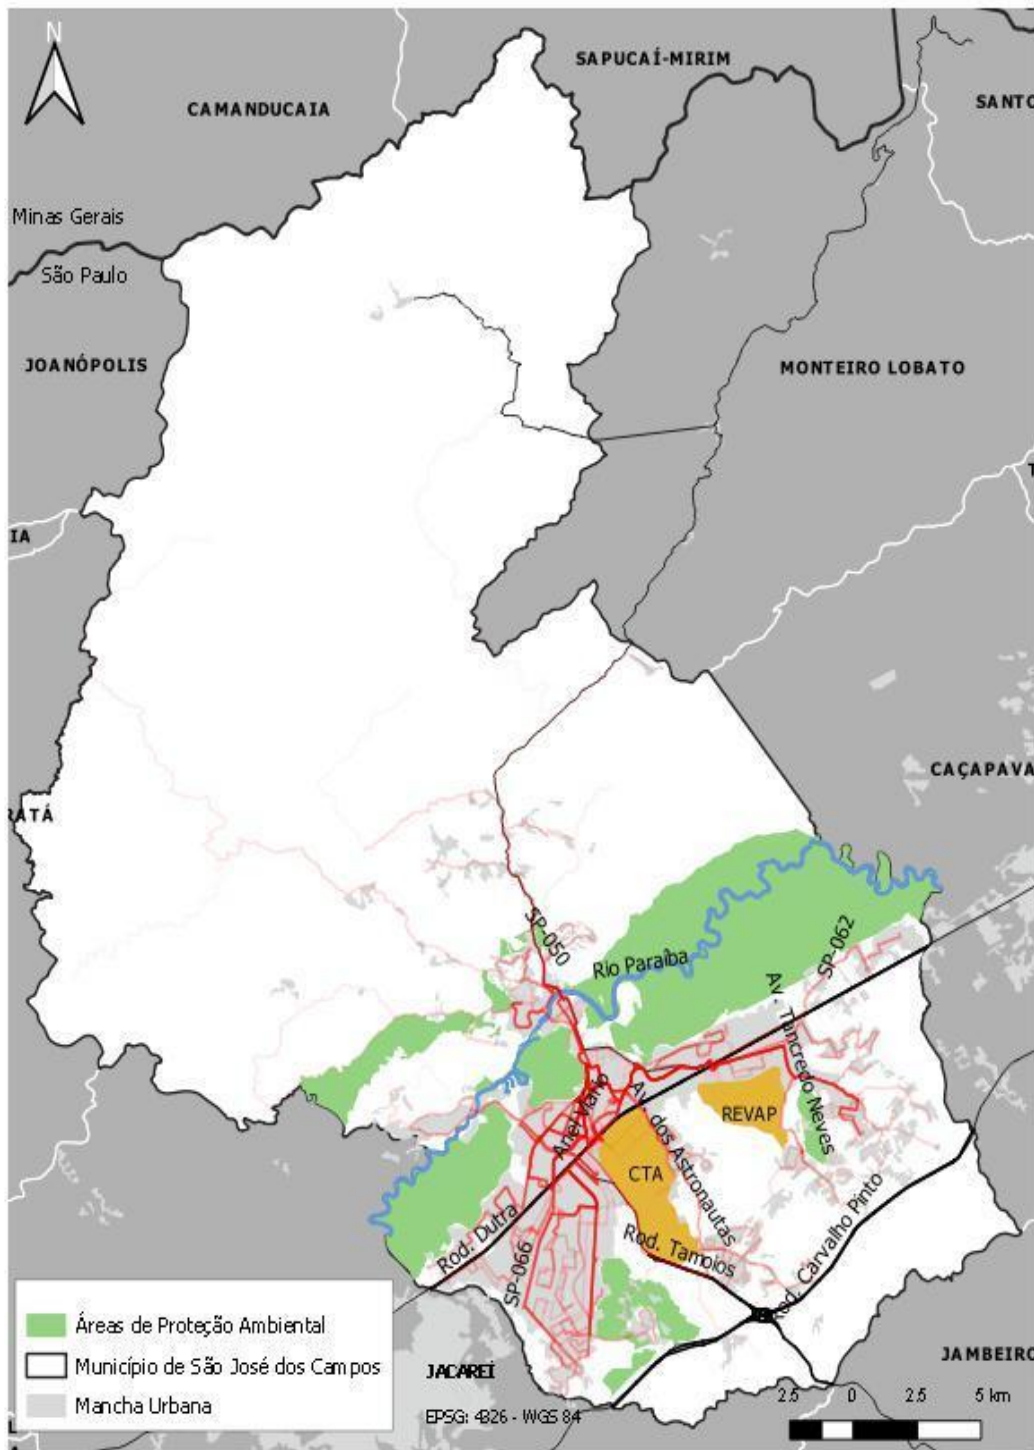 N
SAPUCAÍ-MIRIM
CAMANDUCAIA
SANTO
Minas Gerais
São Paulo
JOANÓPOLIS
MONTEIRO LOBATO
T
IA
CAÇAPAVA
RATÁ
SP-050
SP-062
Rio Paraíba
Av. Tancredo Neves
Anel Viário
Av. dos Astronautas
REVAP
CTA
Rod. Dutra
SP-066
Rod. Tamoios
Rod. Carvalho Pinto
Áreas de Proteção Ambiental
Município de São José dos Campos
Mancha Urbana
JACAREÍ
JAMBEIRO
EPSG: 4326 - WGS 84
2.5 0 2.5 5 km
L